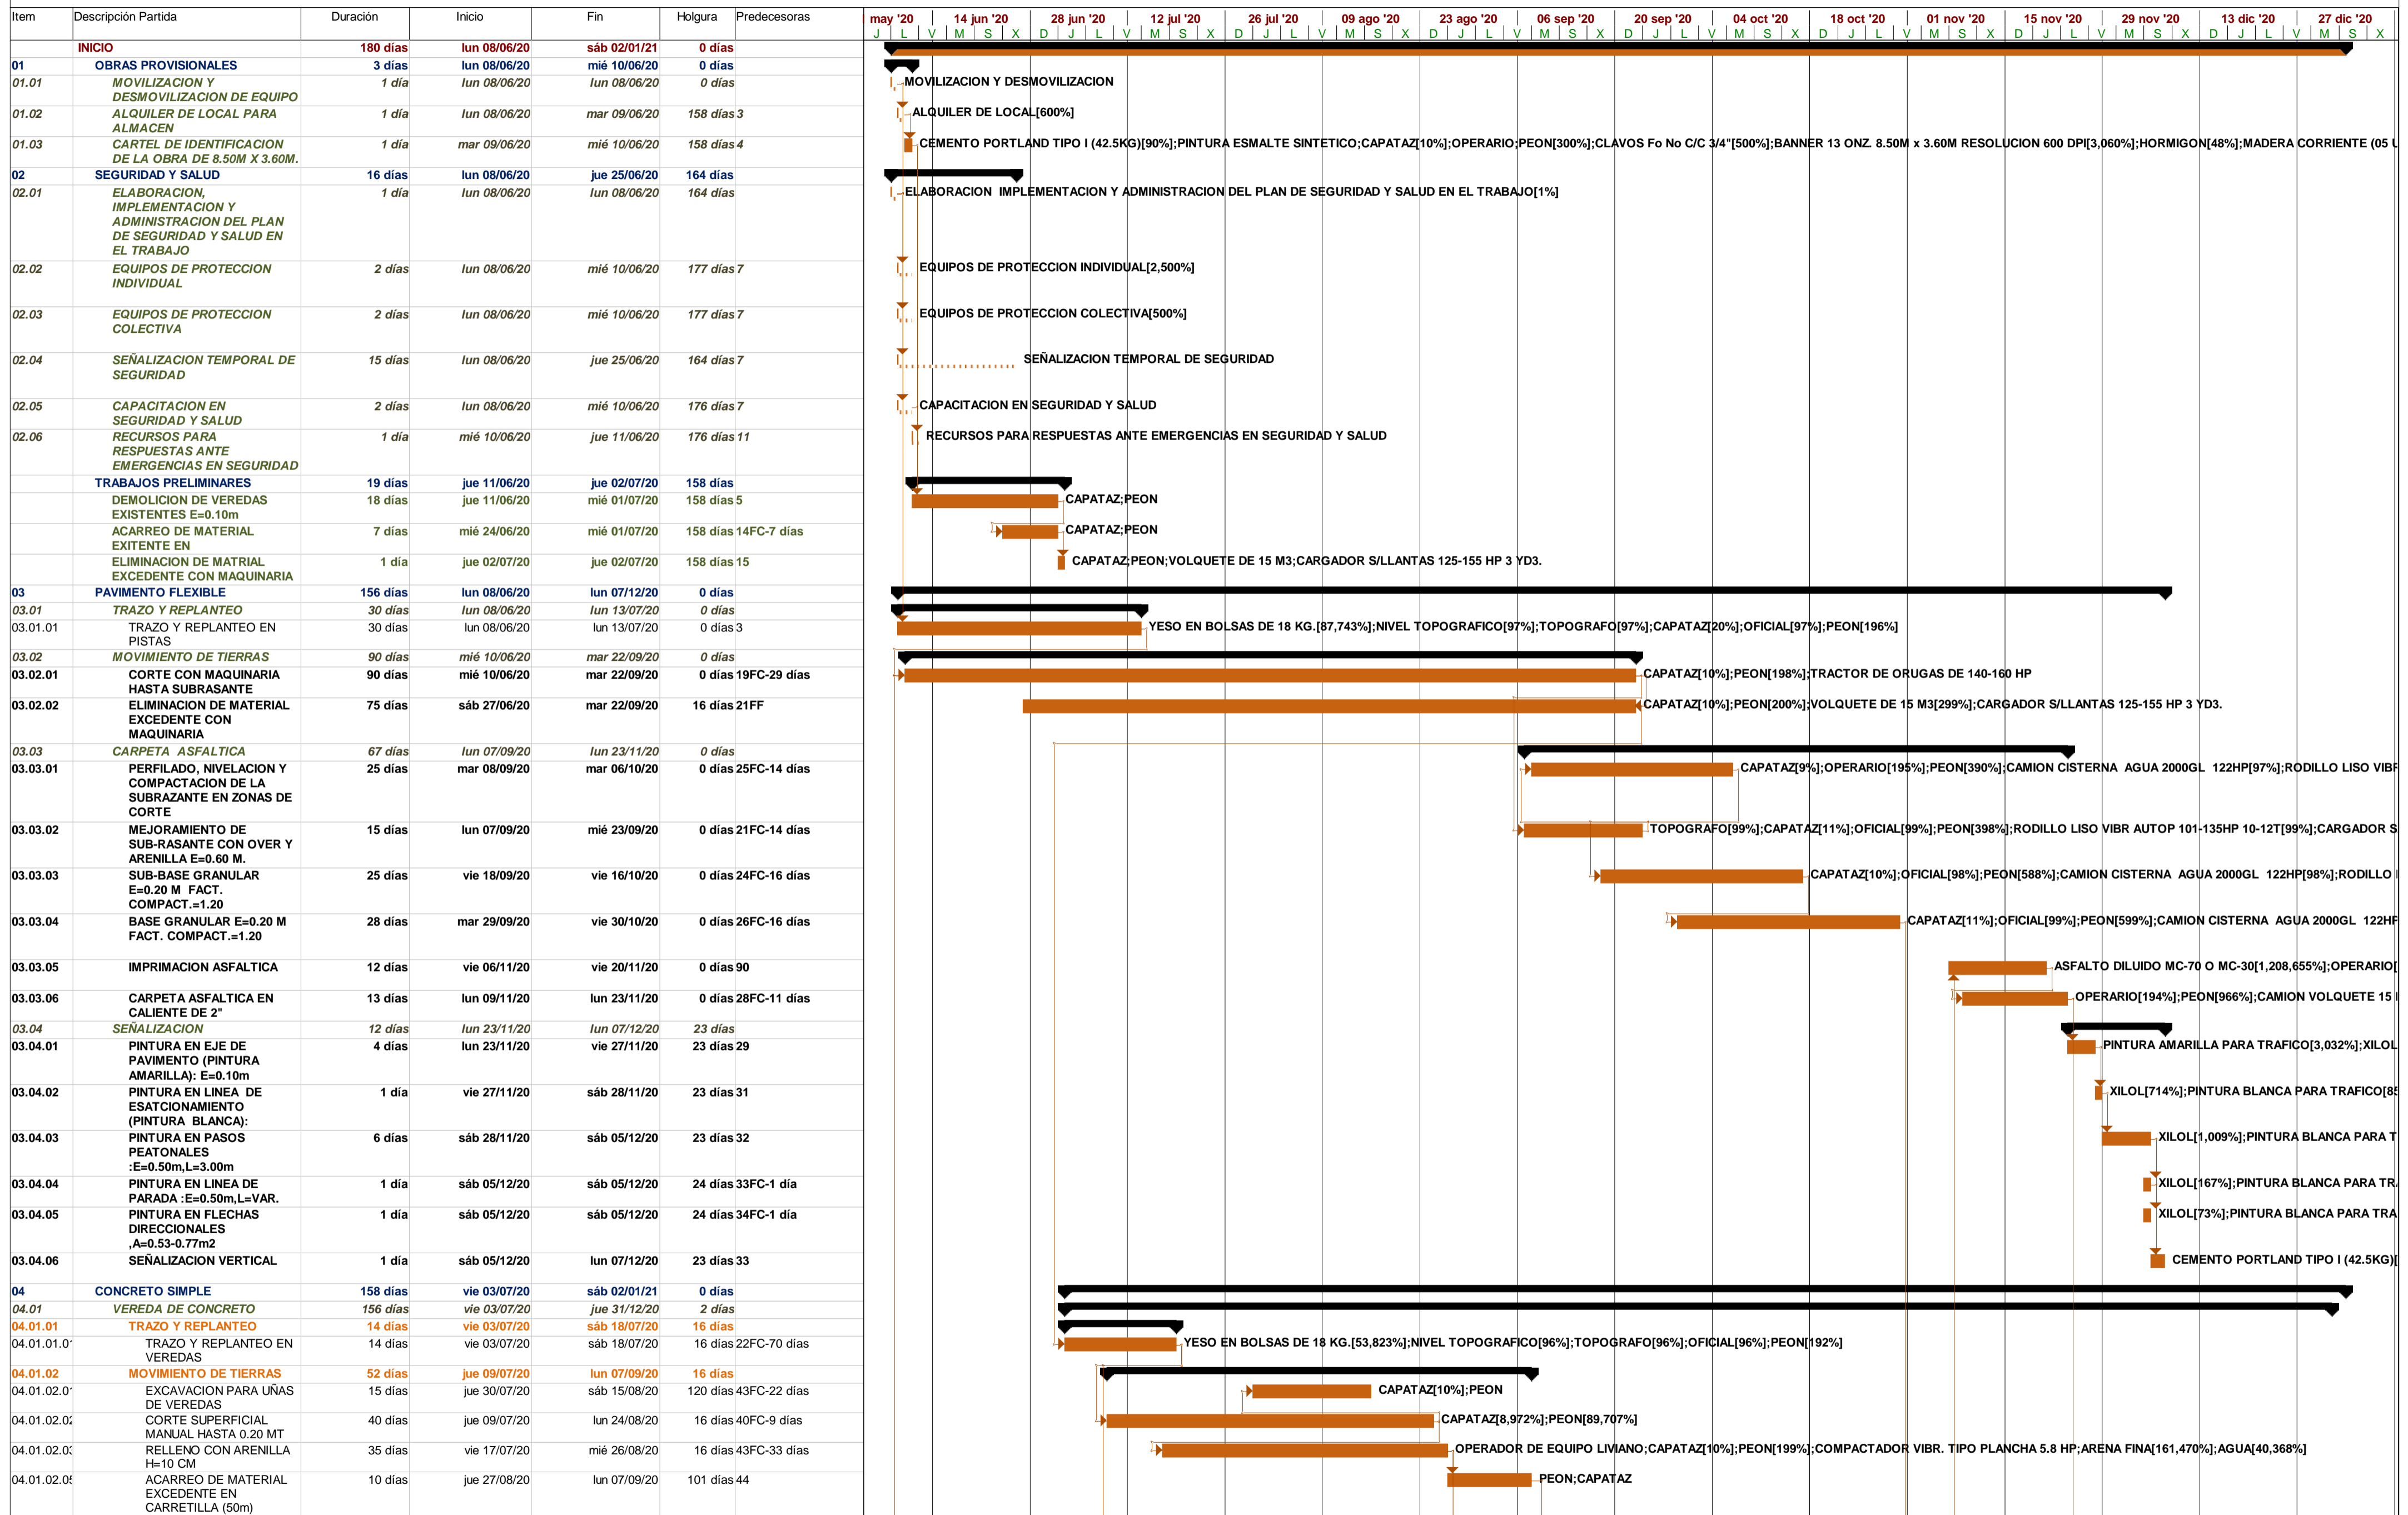 Item Descripción Partida Duración Inicio Fin Holgura Predecesoras may '20 14 jun '20 28 jun '20 12 jul '20 26 jul '20 09 ago '20 23 ago '20 06 sep '20 20 sep '20 04 oct '20 18 oct '20 01 nov '20 15 nov '20 29 nov '20 13 dic '20 27 dic '20
J L V M S X D J L V M S X D J L V M S X D J L V M S X D J L V M S X D J L V M S X D J L V M S X
INICIO 180 días lun 08/06/20 sáb 02/01/21 0 días
01 OBRAS PROVISIONALES 3 días lun 08/06/20 mié 10/06/20 0 días
01.01 MOVILIZACION Y 1 día lun 08/06/20 lun 08/06/20 0 días MOVILIZACION Y DESMOVILIZACION
DESMOVILIZACION DE EQUIPO
01.02 ALQUILER DE LOCAL PARA 1 día lun 08/06/20 mar 09/06/20 158 días 3 ALQUILER DE LOCAL[600%]
ALMACEN
01.03 CARTEL DE IDENTIFICACION 1 día mar 09/06/20 mié 10/06/20 158 días 4 CEMENTO PORTLAND TIPO I (42.5KG)[90%];PINTURA ESMALTE SINTETICO;CAPATAZ[10%];OPERARIO;PEON[300%];CLAVOS Fo No C/C 3/4"[500%];BANNER 13 ONZ. 8.50M x 3.60M RESOLUCION 600 DPI[3,060%];HORMIGON[48%];MADERA CORRIENTE (05
DE LA OBRA DE 8.50M X 3.60M.
02 SEGURIDAD Y SALUD 16 días lun 08/06/20 jue 25/06/20 164 días
02.01 ELABORACION, 1 día lun 08/06/20 lun 08/06/20 164 días ELABORACION IMPLEMENTACION Y ADMINISTRACION DEL PLAN DE SEGURIDAD Y SALUD EN EL TRABAJO[1%]
IMPLEMENTACION Y
ADMINISTRACION DEL PLAN
DE SEGURIDAD Y SALUD EN
EL TRABAJO
02.02 EQUIPOS DE PROTECCION 2 días lun 08/06/20 mié 10/06/20 177 días 7 EQUIPOS DE PROTECCION INDIVIDUAL[2,500%]
INDIVIDUAL
02.03 EQUIPOS DE PROTECCION 2 días lun 08/06/20 mié 10/06/20 177 días 7 EQUIPOS DE PROTECCION COLECTIVA[500%]
COLECTIVA
02.04 SEÑALIZACION TEMPORAL DE 15 días lun 08/06/20 jue 25/06/20 164 días 7 SEÑALIZACION TEMPORAL DE SEGURIDAD
SEGURIDAD
02.05 CAPACITACION EN 2 días lun 08/06/20 mié 10/06/20 176 días 7 CAPACITACION EN SEGURIDAD Y SALUD
SEGURIDAD Y SALUD
02.06 RECURSOS PARA 1 día mié 10/06/20 jue 11/06/20 176 días 11 RECURSOS PARA RESPUESTAS ANTE EMERGENCIAS EN SEGURIDAD Y SALUD
RESPUESTAS ANTE
EMERGENCIAS EN SEGURIDAD
TRABAJOS PRELIMINARES 19 días jue 11/06/20 jue 02/07/20 158 días
DEMOLICION DE VEREDAS 18 días jue 11/06/20 mié 01/07/20 158 días 5 CAPATAZ;PEON
EXISTENTES E=0.10m
ACARREO DE MATERIAL 7 días mié 24/06/20 mié 01/07/20 158 días 14FC-7 días CAPATAZ;PEON
EXITENTE EN
ELIMINACION DE MATRIAL 1 día jue 02/07/20 jue 02/07/20 158 días 15 CAPATAZ;PEON;VOLQUETE DE 15 M3;CARGADOR S/LLANTAS 125-155 HP 3 YD3.
EXCEDENTE CON MAQUINARIA
03 PAVIMENTO FLEXIBLE 156 días lun 08/06/20 lun 07/12/20 0 días
03.01 TRAZO Y REPLANTEO 30 días lun 08/06/20 lun 13/07/20 0 días
03.01.01 TRAZO Y REPLANTEO EN 30 días lun 08/06/20 lun 13/07/20 0 días 3 YESO EN BOLSAS DE 18 KG.[87,743%];NIVEL TOPOGRAFICO[97%];TOPOGRAFO[97%];CAPATAZ[20%];OFICIAL[97%];PEON[196%]
PISTAS
03.02 MOVIMIENTO DE TIERRAS 90 días mié 10/06/20 mar 22/09/20 0 días
03.02.01 CORTE CON MAQUINARIA 90 días mié 10/06/20 mar 22/09/20 0 días 19FC-29 días CAPATAZ[10%];PEON[198%];TRACTOR DE ORUGAS DE 140-160 HP
HASTA SUBRASANTE
03.02.02 ELIMINACION DE MATERIAL 75 días sáb 27/06/20 mar 22/09/20 16 días 21FF CAPATAZ[10%];PEON[200%];VOLQUETE DE 15 M3[299%];CARGADOR S/LLANTAS 125-155 HP 3 YD3.
EXCEDENTE CON
MAQUINARIA
03.03 CARPETA ASFALTICA 67 días lun 07/09/20 lun 23/11/20 0 días
03.03.01 PERFILADO, NIVELACION Y 25 días mar 08/09/20 mar 06/10/20 0 días 25FC-14 días CAPATAZ[9%];OPERARIO[195%];PEON[390%];CAMION CISTERNA AGUA 2000GL 122HP[97%];RODILLO LISO VIBR
COMPACTACION DE LA
SUBRAZANTE EN ZONAS DE
CORTE
03.03.02 MEJORAMIENTO DE 15 días lun 07/09/20 mié 23/09/20 0 días 21FC-14 días TOPOGRAFO[99%];CAPATAZ[11%];OFICIAL[99%];PEON[398%];RODILLO LISO VIBR AUTOP 101-135HP 10-12T[99%];CARGADOR S
SUB-RASANTE CON OVER Y
ARENILLA E=0.60 M.
03.03.03 SUB-BASE GRANULAR 25 días vie 18/09/20 vie 16/10/20 0 días 24FC-16 días CAPATAZ[10%];OFICIAL[98%];PEON[588%];CAMION CISTERNA AGUA 2000GL 122HP[98%];RODILLO
E=0.20 M FACT.
COMPACT.=1.20
03.03.04 BASE GRANULAR E=0.20 M 28 días mar 29/09/20 vie 30/10/20 0 días 26FC-16 días CAPATAZ[11%];OFICIAL[99%];PEON[599%];CAMION CISTERNA AGUA 2000GL 122HP
FACT. COMPACT.=1.20
03.03.05 IMPRIMACION ASFALTICA 12 días vie 06/11/20 vie 20/11/20 0 días 90 ASFALTO DILUIDO MC-70 O MC-30[1,208,655%];OPERARIO[
03.03.06 CARPETA ASFALTICA EN 13 días lun 09/11/20 lun 23/11/20 0 días 28FC-11 días OPERARIO[194%];PEON[966%];CAMION VOLQUETE 15
CALIENTE DE 2"
03.04 SEÑALIZACION 12 días lun 23/11/20 lun 07/12/20 23 días
03.04.01 PINTURA EN EJE DE 4 días lun 23/11/20 vie 27/11/20 23 días 29 PINTURA AMARILLA PARA TRAFICO[3,032%];XILOL
PAVIMENTO (PINTURA
AMARILLA): E=0.10m
03.04.02 PINTURA EN LINEA DE 1 día vie 27/11/20 sáb 28/11/20 23 días 31 XILOL[714%];PINTURA BLANCA PARA TRAFICO[85
ESATCIONAMIENTO
(PINTURA BLANCA):
03.04.03 PINTURA EN PASOS 6 días sáb 28/11/20 sáb 05/12/20 23 días 32 XILOL[1,009%];PINTURA BLANCA PARA T
PEATONALES
:E=0.50m,L=3.00m
03.04.04 PINTURA EN LINEA DE 1 día sáb 05/12/20 sáb 05/12/20 24 días 33FC-1 día XILOL[167%];PINTURA BLANCA PARA TRA
PARADA :E=0.50m,L=VAR.
03.04.05 PINTURA EN FLECHAS 1 día sáb 05/12/20 sáb 05/12/20 24 días 34FC-1 día XILOL[73%];PINTURA BLANCA PARA TRA
DIRECCIONALES
,A=0.53-0.77m2
03.04.06 SEÑALIZACION VERTICAL 1 día sáb 05/12/20 lun 07/12/20 23 días 33 CEMENTO PORTLAND TIPO I (42.5KG)[
04 CONCRETO SIMPLE 158 días vie 03/07/20 sáb 02/01/21 0 días
04.01 VEREDA DE CONCRETO 156 días vie 03/07/20 jue 31/12/20 2 días
04.01.01 TRAZO Y REPLANTEO 14 días vie 03/07/20 sáb 18/07/20 16 días
04.01.01.01 TRAZO Y REPLANTEO EN 14 días vie 03/07/20 sáb 18/07/20 16 días 22FC-70 días YESO EN BOLSAS DE 18 KG.[53,823%];NIVEL TOPOGRAFICO[96%];TOPOGRAFO[96%];OFICIAL[96%];PEON[192%]
VEREDAS
04.01.02 MOVIMIENTO DE TIERRAS 52 días jue 09/07/20 lun 07/09/20 16 días
04.01.02.01 EXCAVACION PARA UÑAS 15 días jue 30/07/20 sáb 15/08/20 120 días 43FC-22 días CAPATAZ[10%];PEON
DE VEREDAS
04.01.02.02 CORTE SUPERFICIAL 40 días jue 09/07/20 lun 24/08/20 16 días 40FC-9 días CAPATAZ[8,972%];PEON[89,707%]
MANUAL HASTA 0.20 MT
04.01.02.03 RELLENO CON ARENILLA 35 días vie 17/07/20 mié 26/08/20 16 días 43FC-33 días OPERADOR DE EQUIPO LIVIANO;CAPATAZ[10%];PEON[199%];COMPACTADOR VIBR. TIPO PLANCHA 5.8 HP;ARENA FINA[161,470%];AGUA[40,368%]
H=10 CM
04.01.02.05 ACARREO DE MATERIAL 10 días jue 27/08/20 lun 07/09/20 101 días 44 PEON;CAPATAZ
EXCEDENTE EN
CARRETILLA (50m)